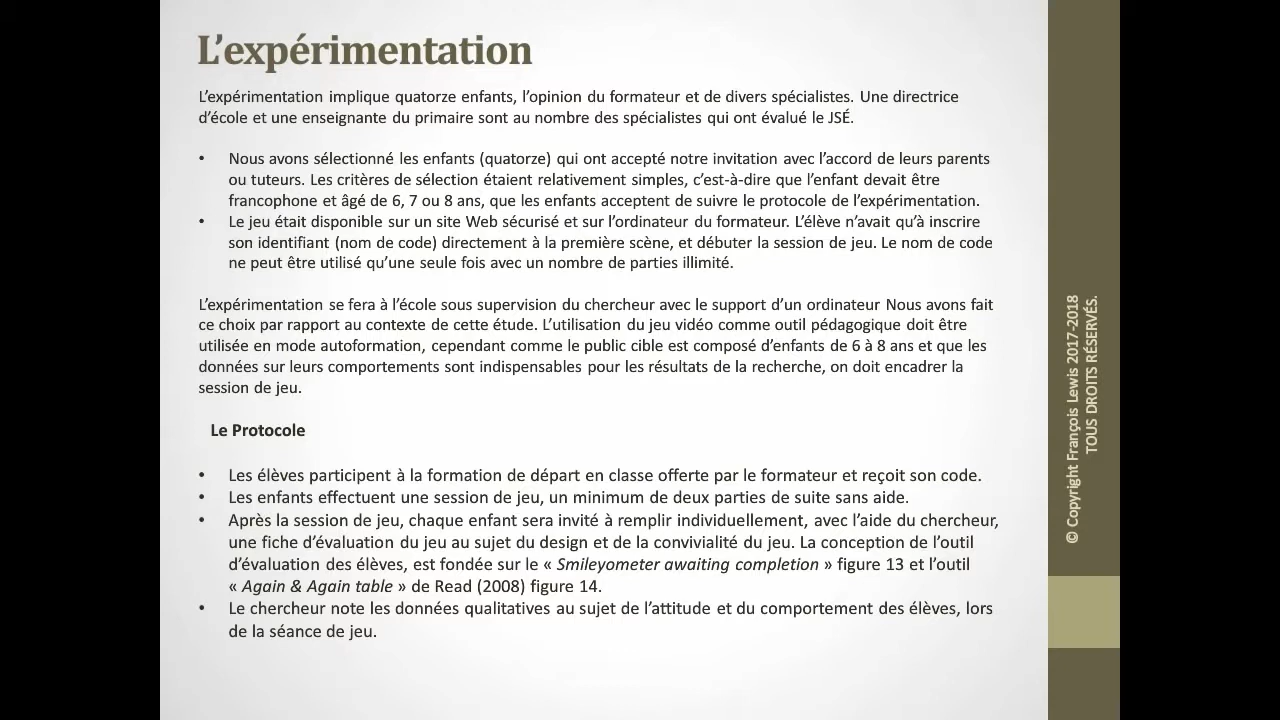 L'expérimentation
L'expérimentation implique quatorze enfants, l'opinion du formateur et de divers spécialistes. Une directrice
d'école et une enseignante du primaire sont au nombre des spécialistes qui ont évalué le JSÉ.
• Nous avons sélectionné les enfants (quatorze) qui ont accepté notre invitation avec l'accord de leurs parents
ou tuteurs. Les critères de sélection étaient relativement simples, c'est-à-dire que l'enfant devait être
francophone et âgé de 6, 7 ou 8 ans, que les enfants acceptent de suivre le protocole de l'expérimentation.
• Le jeu était disponible sur un site Web sécurisé et sur l'ordinateur du formateur. L'élève n'avait qu'à inscrire
son identifiant (nom de code) directement à la première scène, et débuter la session de jeu. Le nom de code
ne peut être utilisé qu'une seule fois avec un nombre de parties illimité.
L'expérimentation se fera à l'école sous supervision du chercheur avec le support d'un ordinateur Nous avons fait
ce choix par rapport au contexte de cette étude. L'utilisation du jeu vidéo comme outil pédagogique doit être
utilisée en mode autoformation, cependant comme le public cible est composé d'enfants de 6 à 8 ans et que les
données sur leurs comportements sont indispensables pour les résultats de la recherche, on doit encadrer la
session de jeu.
Le Protocole
• Les élèves participent à la formation de départ en classe offerte par le formateur et reçoit son code.
• Les enfants effectuent une session de jeu, un minimum de deux parties de suite sans aide.
• Après la session de jeu, chaque enfant sera invité à remplir individuellement, avec l'aide du chercheur,
une fiche d'évaluation du jeu au sujet du design et de la convivialité du jeu. La conception de l'outil
d'évaluation des élèves, est fondée sur le « Smileyometer awaiting completion » figure 13 et l'outil
« Again & Again table » de Read (2008) figure 14.
• Le chercheur note les données qualitatives au sujet de l'attitude et du comportement des élèves, lors
de la séance de jeu.
© Copyright François Lewis 2017-2018
TOUS DROITS RÉSERVÉS.